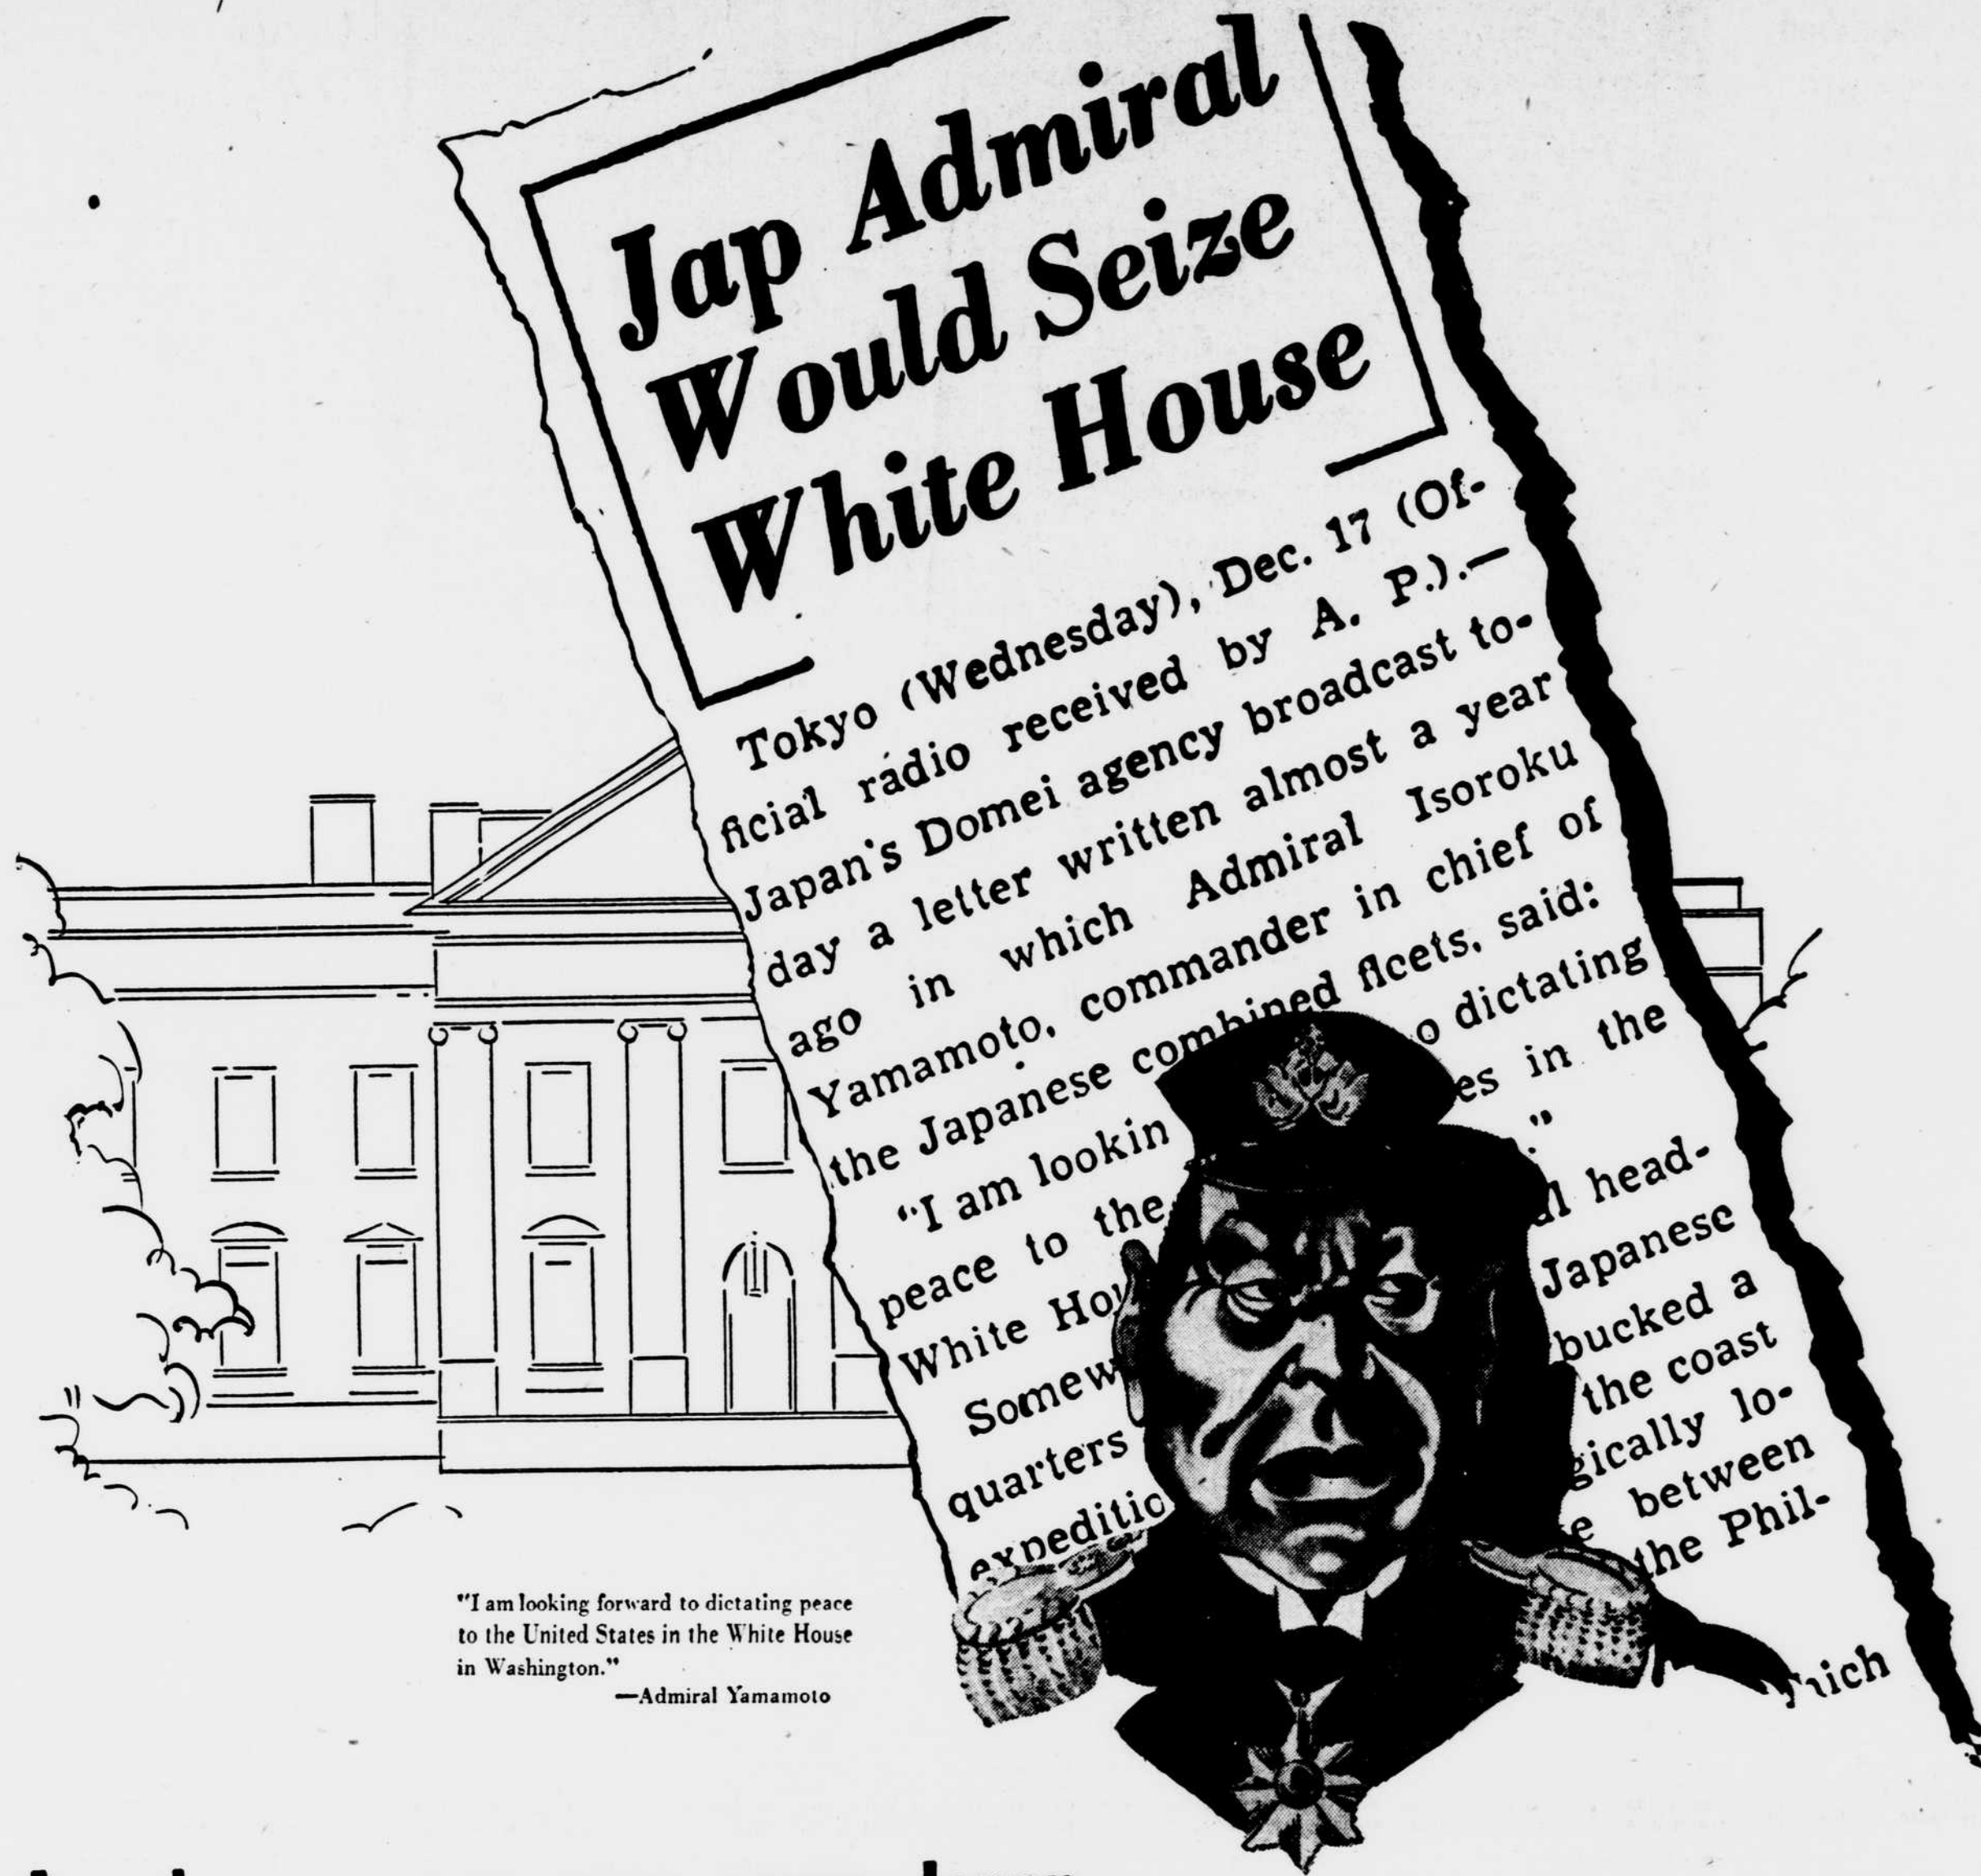 Jap Admiral
Would Seize
White House
Tokyo (Wednesday), Dec. 17 (Of-
ficial radio received by A. P.).—
Japan's Domei agency broadcast to-
day a letter written almost a year
ago in which Admiral Isoroku
Yamamoto, commander in chief of
the Japanese combined fleets, said:
"I am lookin o dictating
peace to the es in the
White Hou ."
Somew al head-
quarters Japanese
expeditio bucked a
the coast
gically lo-
e between
the Phil-
hich
"I am looking forward to dictating peace
to the United States in the White House
in Washington."
—Admiral Yamamoto